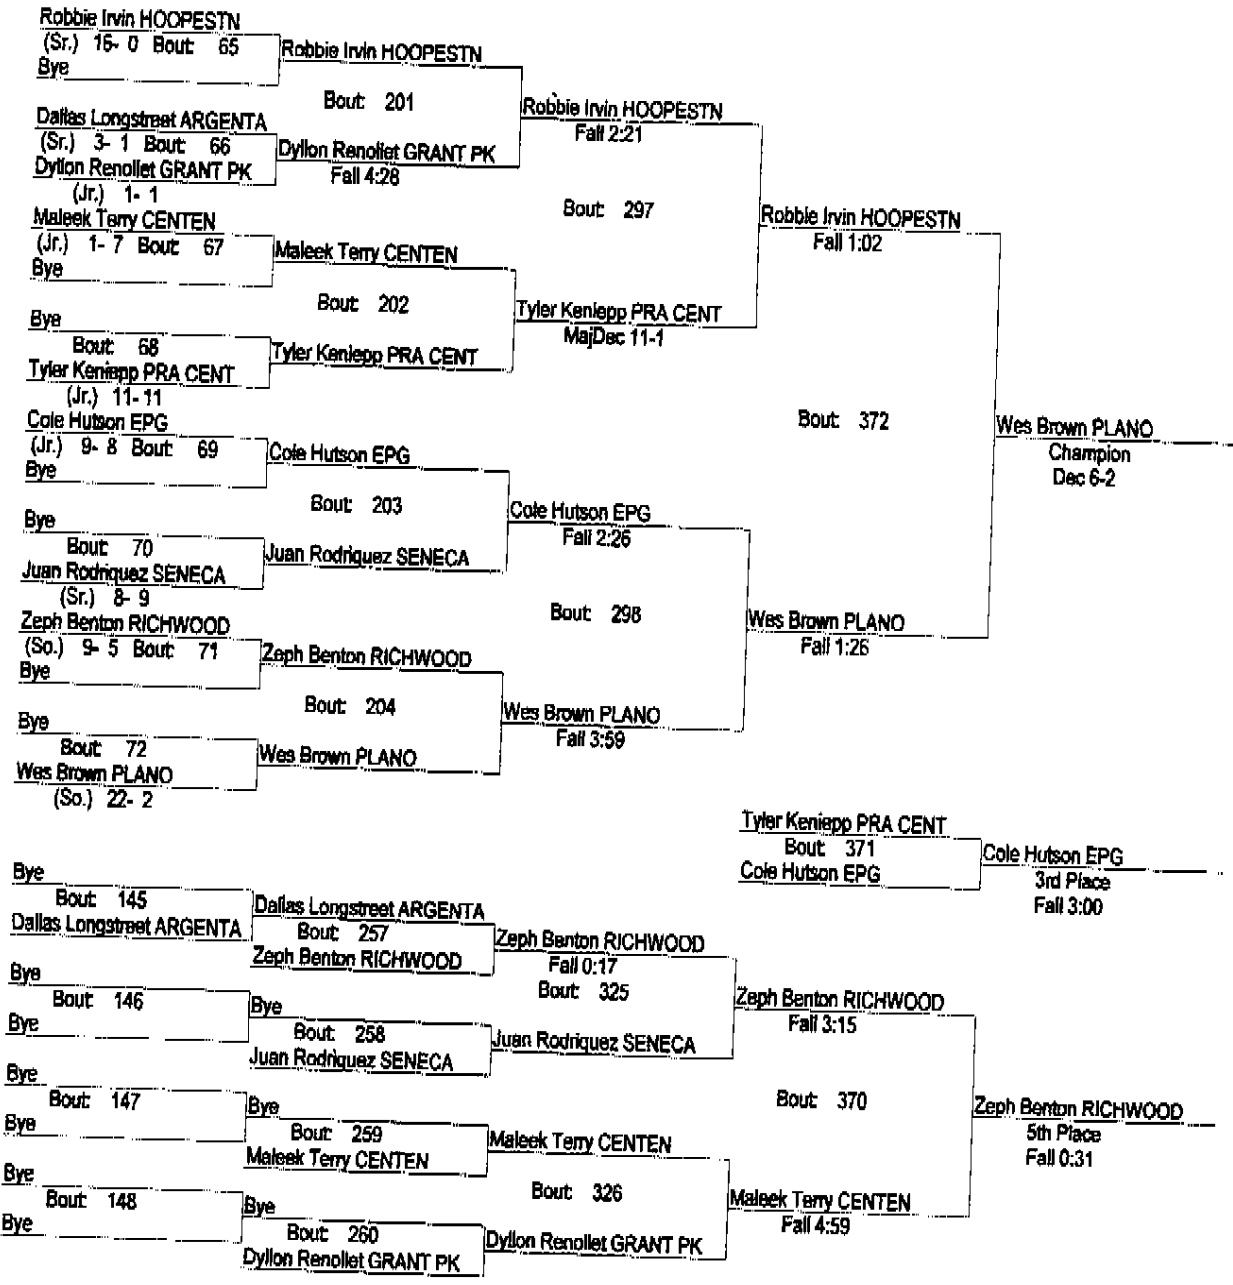 Robbie Irvin HOOPESTN
(Sr.) 16- 0 Bout: 65
Bye
Robbie Irvin HOOPESTN
Bout: 201
Dallas Longstreet ARGENTA
(Sr.) 3- 1 Bout: 66
Dyllon Renollet GRANT PK
(Jr.) 1- 1
Dyllon Renollet GRANT PK
Fall 4:28
Robbie Irvin HOOPESTN
Fall 2:21
Bout: 297
Maleek Terry CENTEN
(Jr.) 1- 7 Bout: 67
Bye
Maleek Terry CENTEN
Bout: 202
Bye
Bout: 68
Tyler Keniepp PRA CENT
(Jr.) 11- 11
Tyler Keniepp PRA CENT
Tyler Keniepp PRA CENT
MajDec 11-1
Robbie Irvin HOOPESTN
Fall 1:02
Bout: 372
Cole Hutson EPG
(Jr.) 9- 8 Bout: 69
Bye
Cole Hutson EPG
Bout: 203
Bye
Bout: 70
Juan Rodriquez SENECA
(Sr.) 8- 9
Juan Rodriquez SENECA
Cole Hutson EPG
Fall 2:26
Bout: 298
Zeph Benton RICHWOOD
(So.) 9- 5 Bout: 71
Bye
Zeph Benton RICHWOOD
Bout: 204
Bye
Bout: 72
Wes Brown PLANO
(So.) 22- 2
Wes Brown PLANO
Wes Brown PLANO
Fall 3:59
Wes Brown PLANO
Fall 1:26
Wes Brown PLANO
Champion
Dec 6-2
Tyler Keniepp PRA CENT
Bout: 371
Cole Hutson EPG
Cole Hutson EPG
3rd Place
Fall 3:00
Bye
Bout: 145
Dallas Longstreet ARGENTA
Dallas Longstreet ARGENTA
Bout: 257
Zeph Benton RICHWOOD
Zeph Benton RICHWOOD
Fall 0:17
Bout: 325
Bye
Bout: 146
Bye
Bye
Bout: 258
Juan Rodriquez SENECA
Juan Rodriquez SENECA
Zeph Benton RICHWOOD
Fall 3:15
Bout: 370
Bye
Bout: 147
Bye
Bye
Bout: 259
Maleek Terry CENTEN
Maleek Terry CENTEN
Bout: 326
Bye
Bout: 148
Bye
Bye
Bout: 260
Dyllon Renollet GRANT PK
Dyllon Renollet GRANT PK
Maleek Terry CENTEN
Fall 4:59
Zeph Benton RICHWOOD
5th Place
Fall 0:31